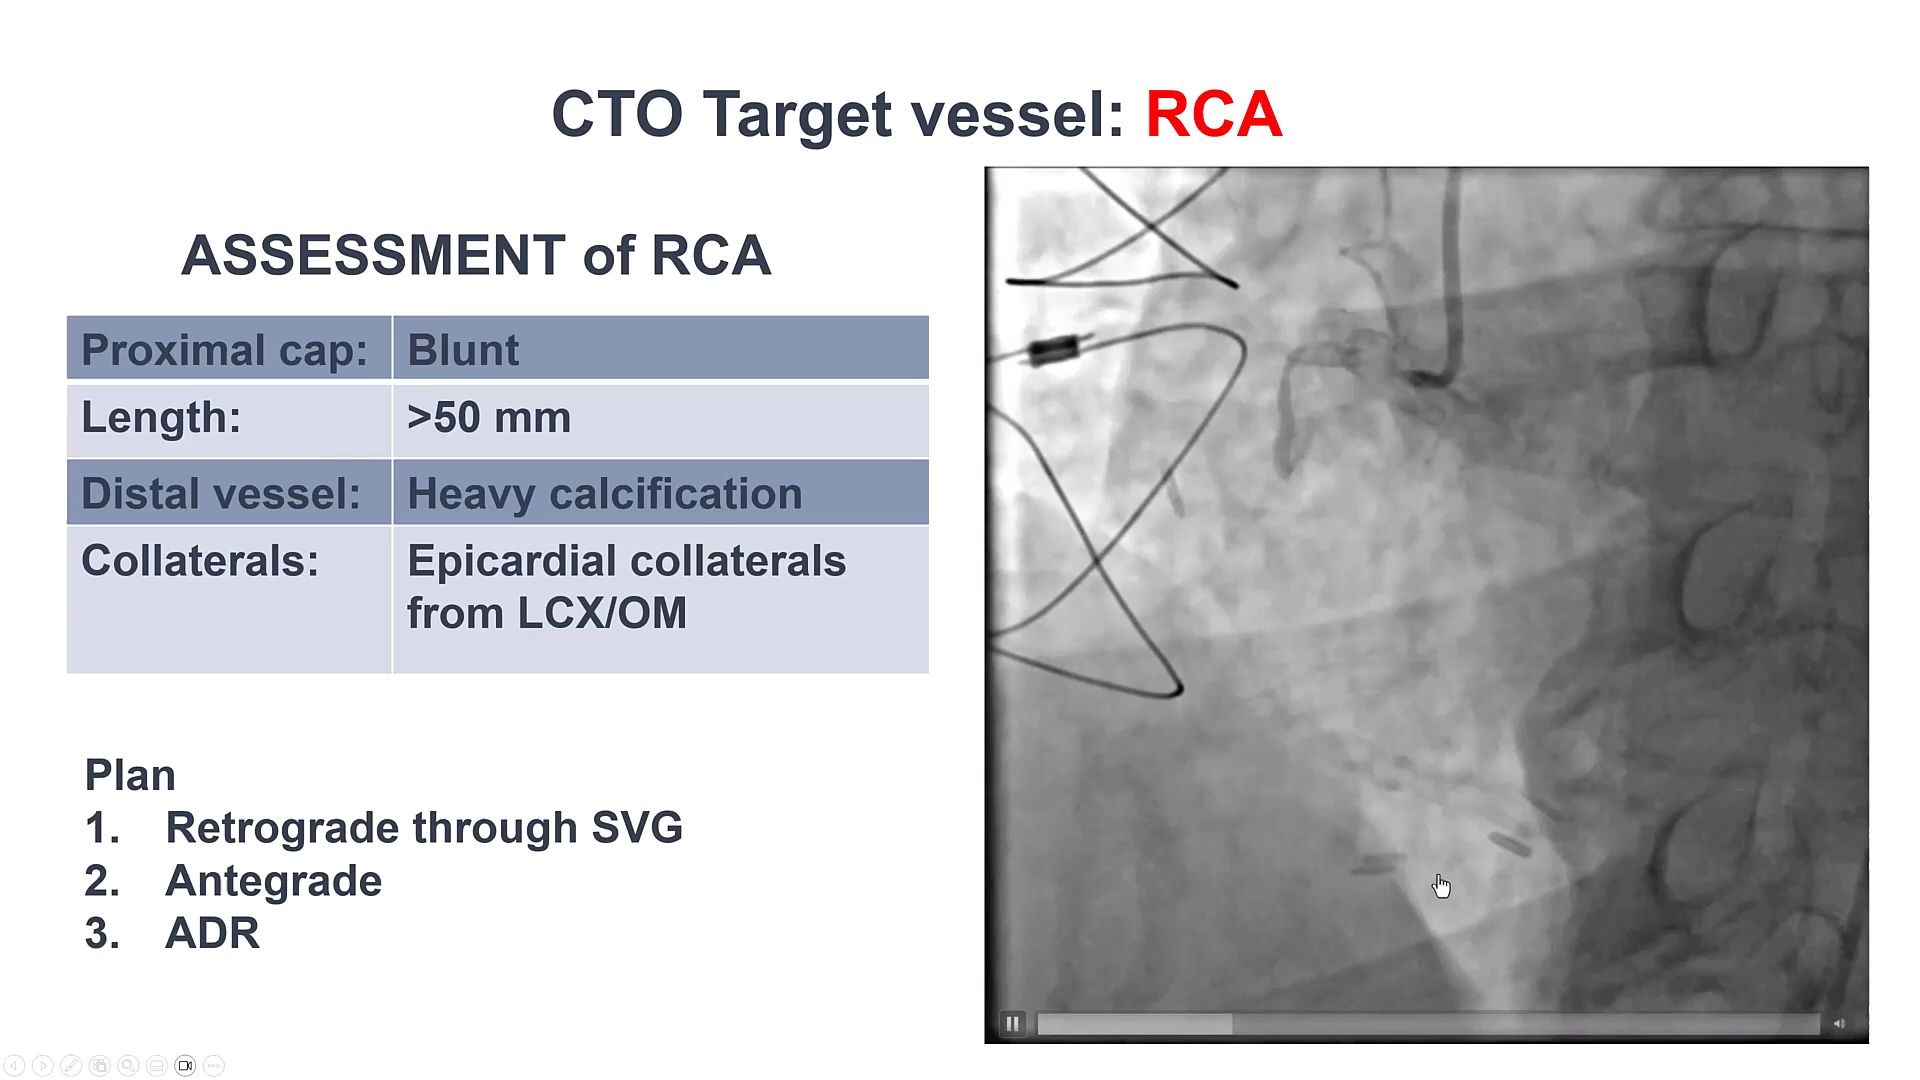 CTO Target vessel: RCA
ASSESSMENT of RCA
Proximal cap: Blunt
Length: >50 mm
Distal vessel: Heavy calcification
Collaterals: Epicardial collaterals
from LCX/OM
Plan
1. Retrograde through SVG
2. Antegrade
3. ADR